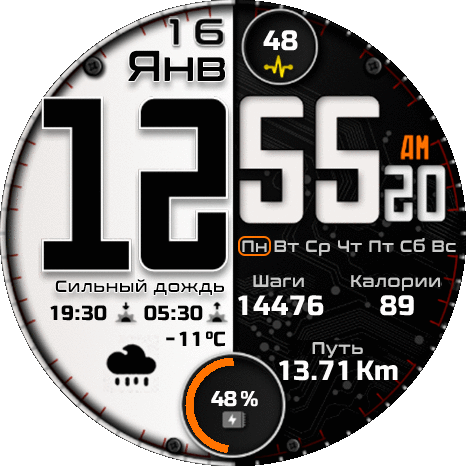 16
Янв
48
12
55
AM
20
Пн Вт Ср Чт Пт Сб Вс
Сильный дождь
19:30 05:30
-11°C
Шаги
14476
Калории
89
Путь
13.71 Km
48%